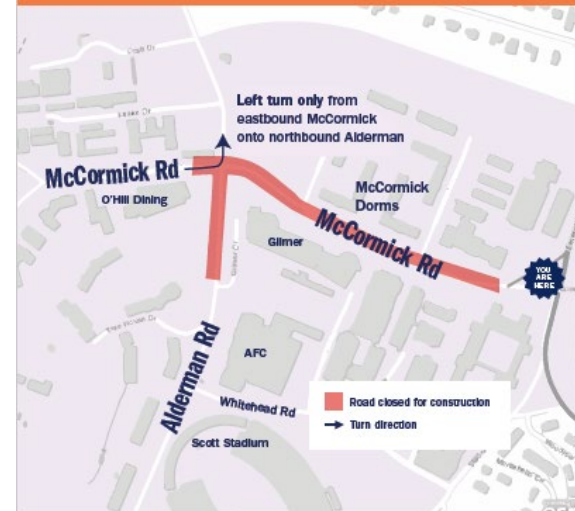 Left turn only from
eastbound McCormick
onto northbound Alderman
McCormick Rd
O'Hill Dining
McCormick
Dorms
McCormick Rd
Gilmer
YOU
ARE
HERE
Alderman Rd
AFC
Whitehead Rd
Scott Stadium
Road closed for construction
Turn direction